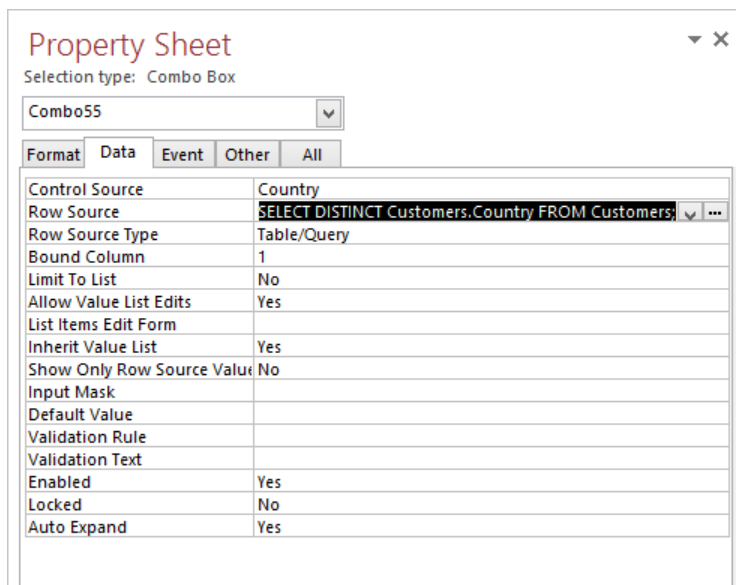 Property Sheet
Selection type: Combo Box
Combo55
Format Data Event Other All
Control Source Country
Row Source SELECT DISTINCT Customers.Country FROM Customers;
Row Source Type Table/Query
Bound Column 1
Limit To List No
Allow Value List Edits Yes
List Items Edit Form
Inherit Value List Yes
Show Only Row Source Value No
Input Mask
Default Value
Validation Rule
Validation Text
Enabled Yes
Locked No
Auto Expand Yes